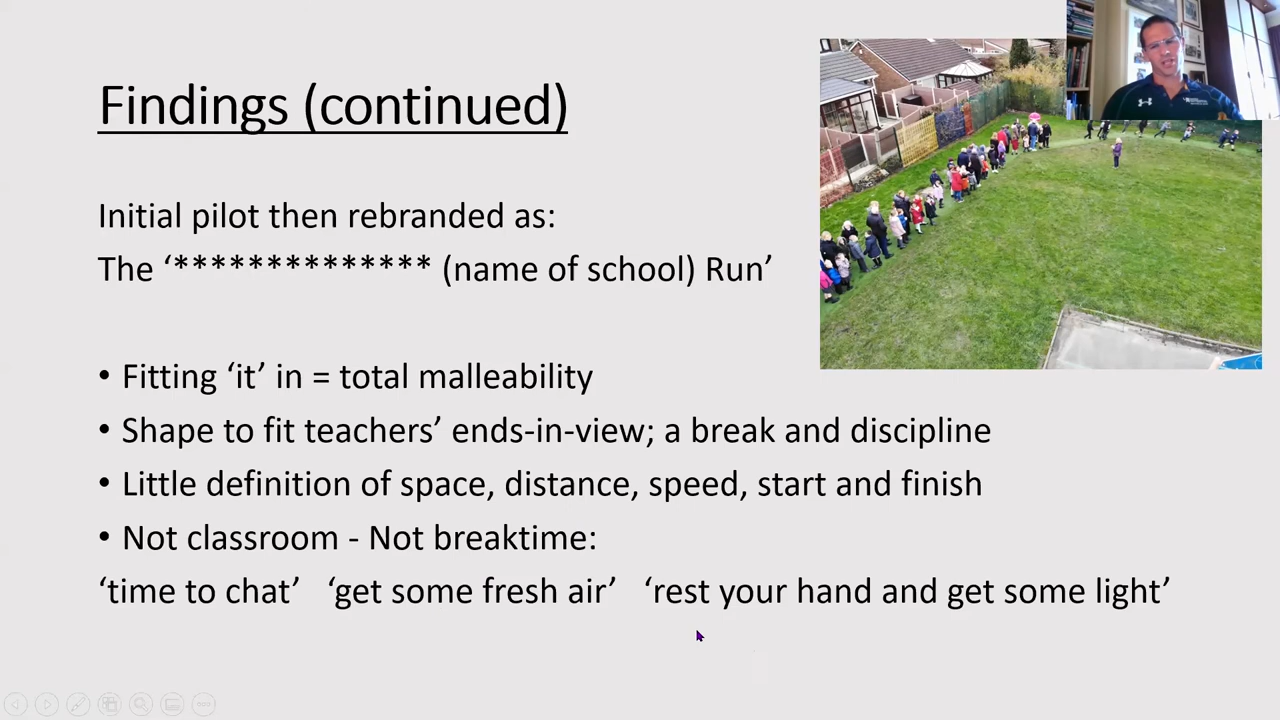 Findings (continued)
Initial pilot then rebranded as:
The ‘************** (name of school) Run’
• Fitting ‘it’ in = total malleability
• Shape to fit teachers’ ends-in-view; a break and discipline
• Little definition of space, distance, speed, start and finish
• Not classroom - Not breaktime:
‘time to chat’ ‘get some fresh air’ ‘rest your hand and get some light’